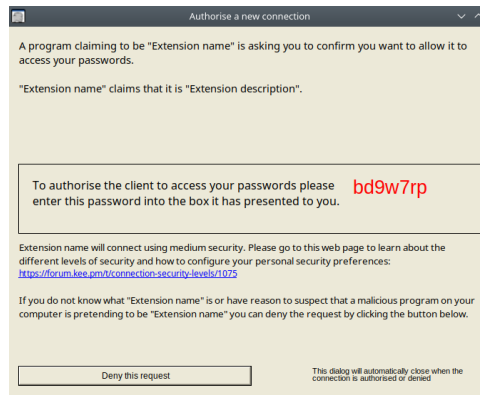 Authorise a new connection
A program claiming to be "Extension name" is asking you to confirm you want to allow it to
access your passwords.
"Extension name" claims that it is "Extension description".
To authorise the client to access your passwords please
enter this password into the box it has presented to you.
bd9w7rp
Extension name will connect using medium security. Please go to this web page to learn about the
different levels of security and how to configure your personal security preferences:
https://forum.kee.pm/t/connection-security-levels/1075
If you do not know what "Extension name" is or have reason to suspect that a malicious program on your
computer is pretending to be "Extension name" you can deny the request by clicking the button below.
Deny this request
This dialog will automatically close when the
connection is authorised or denied